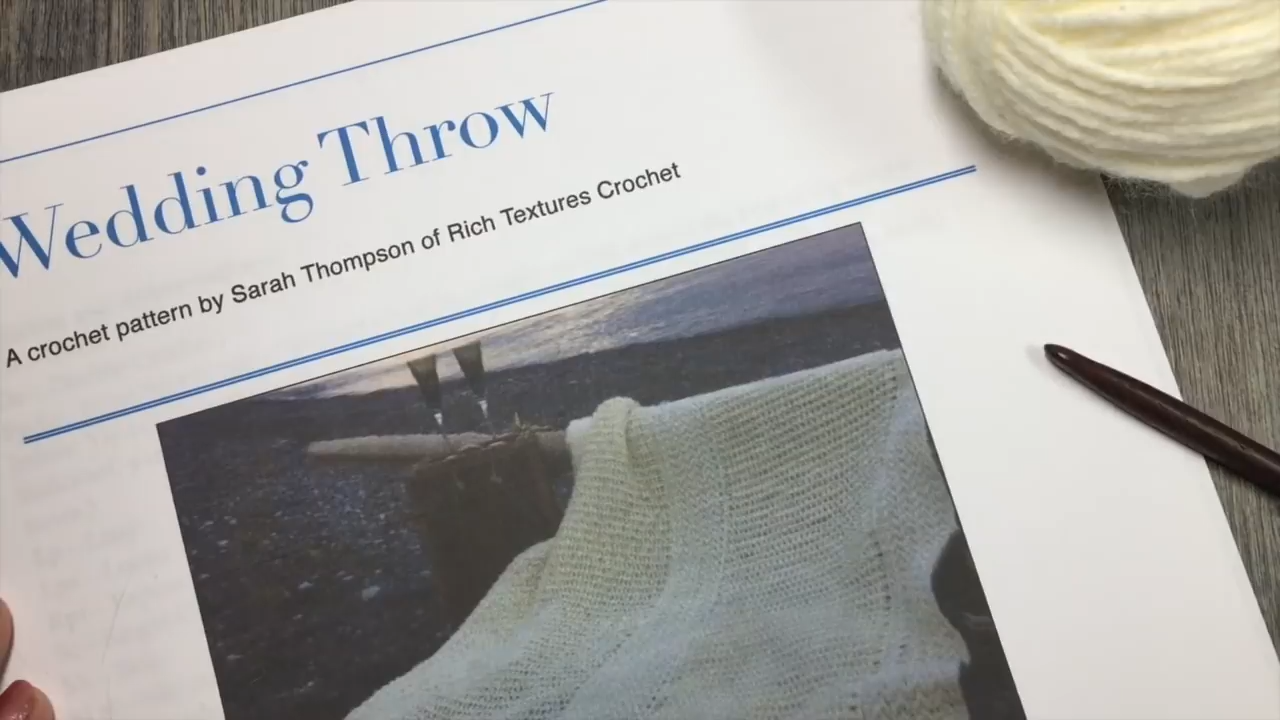 Wedding Throw
A crochet pattern by Sarah Thompson of Rich Textures Crochet